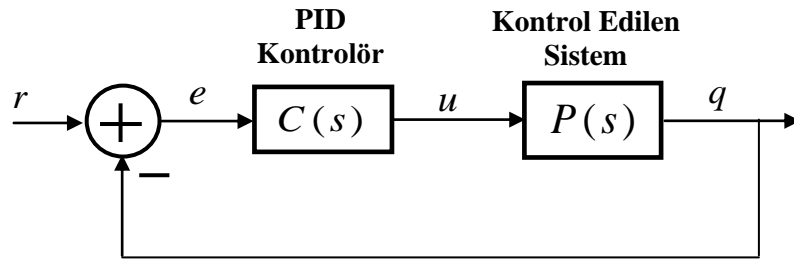 PID
Kontrolör
Kontrol Edilen
Sistem
r
e
C(s)
u
P(s)
q
+
−